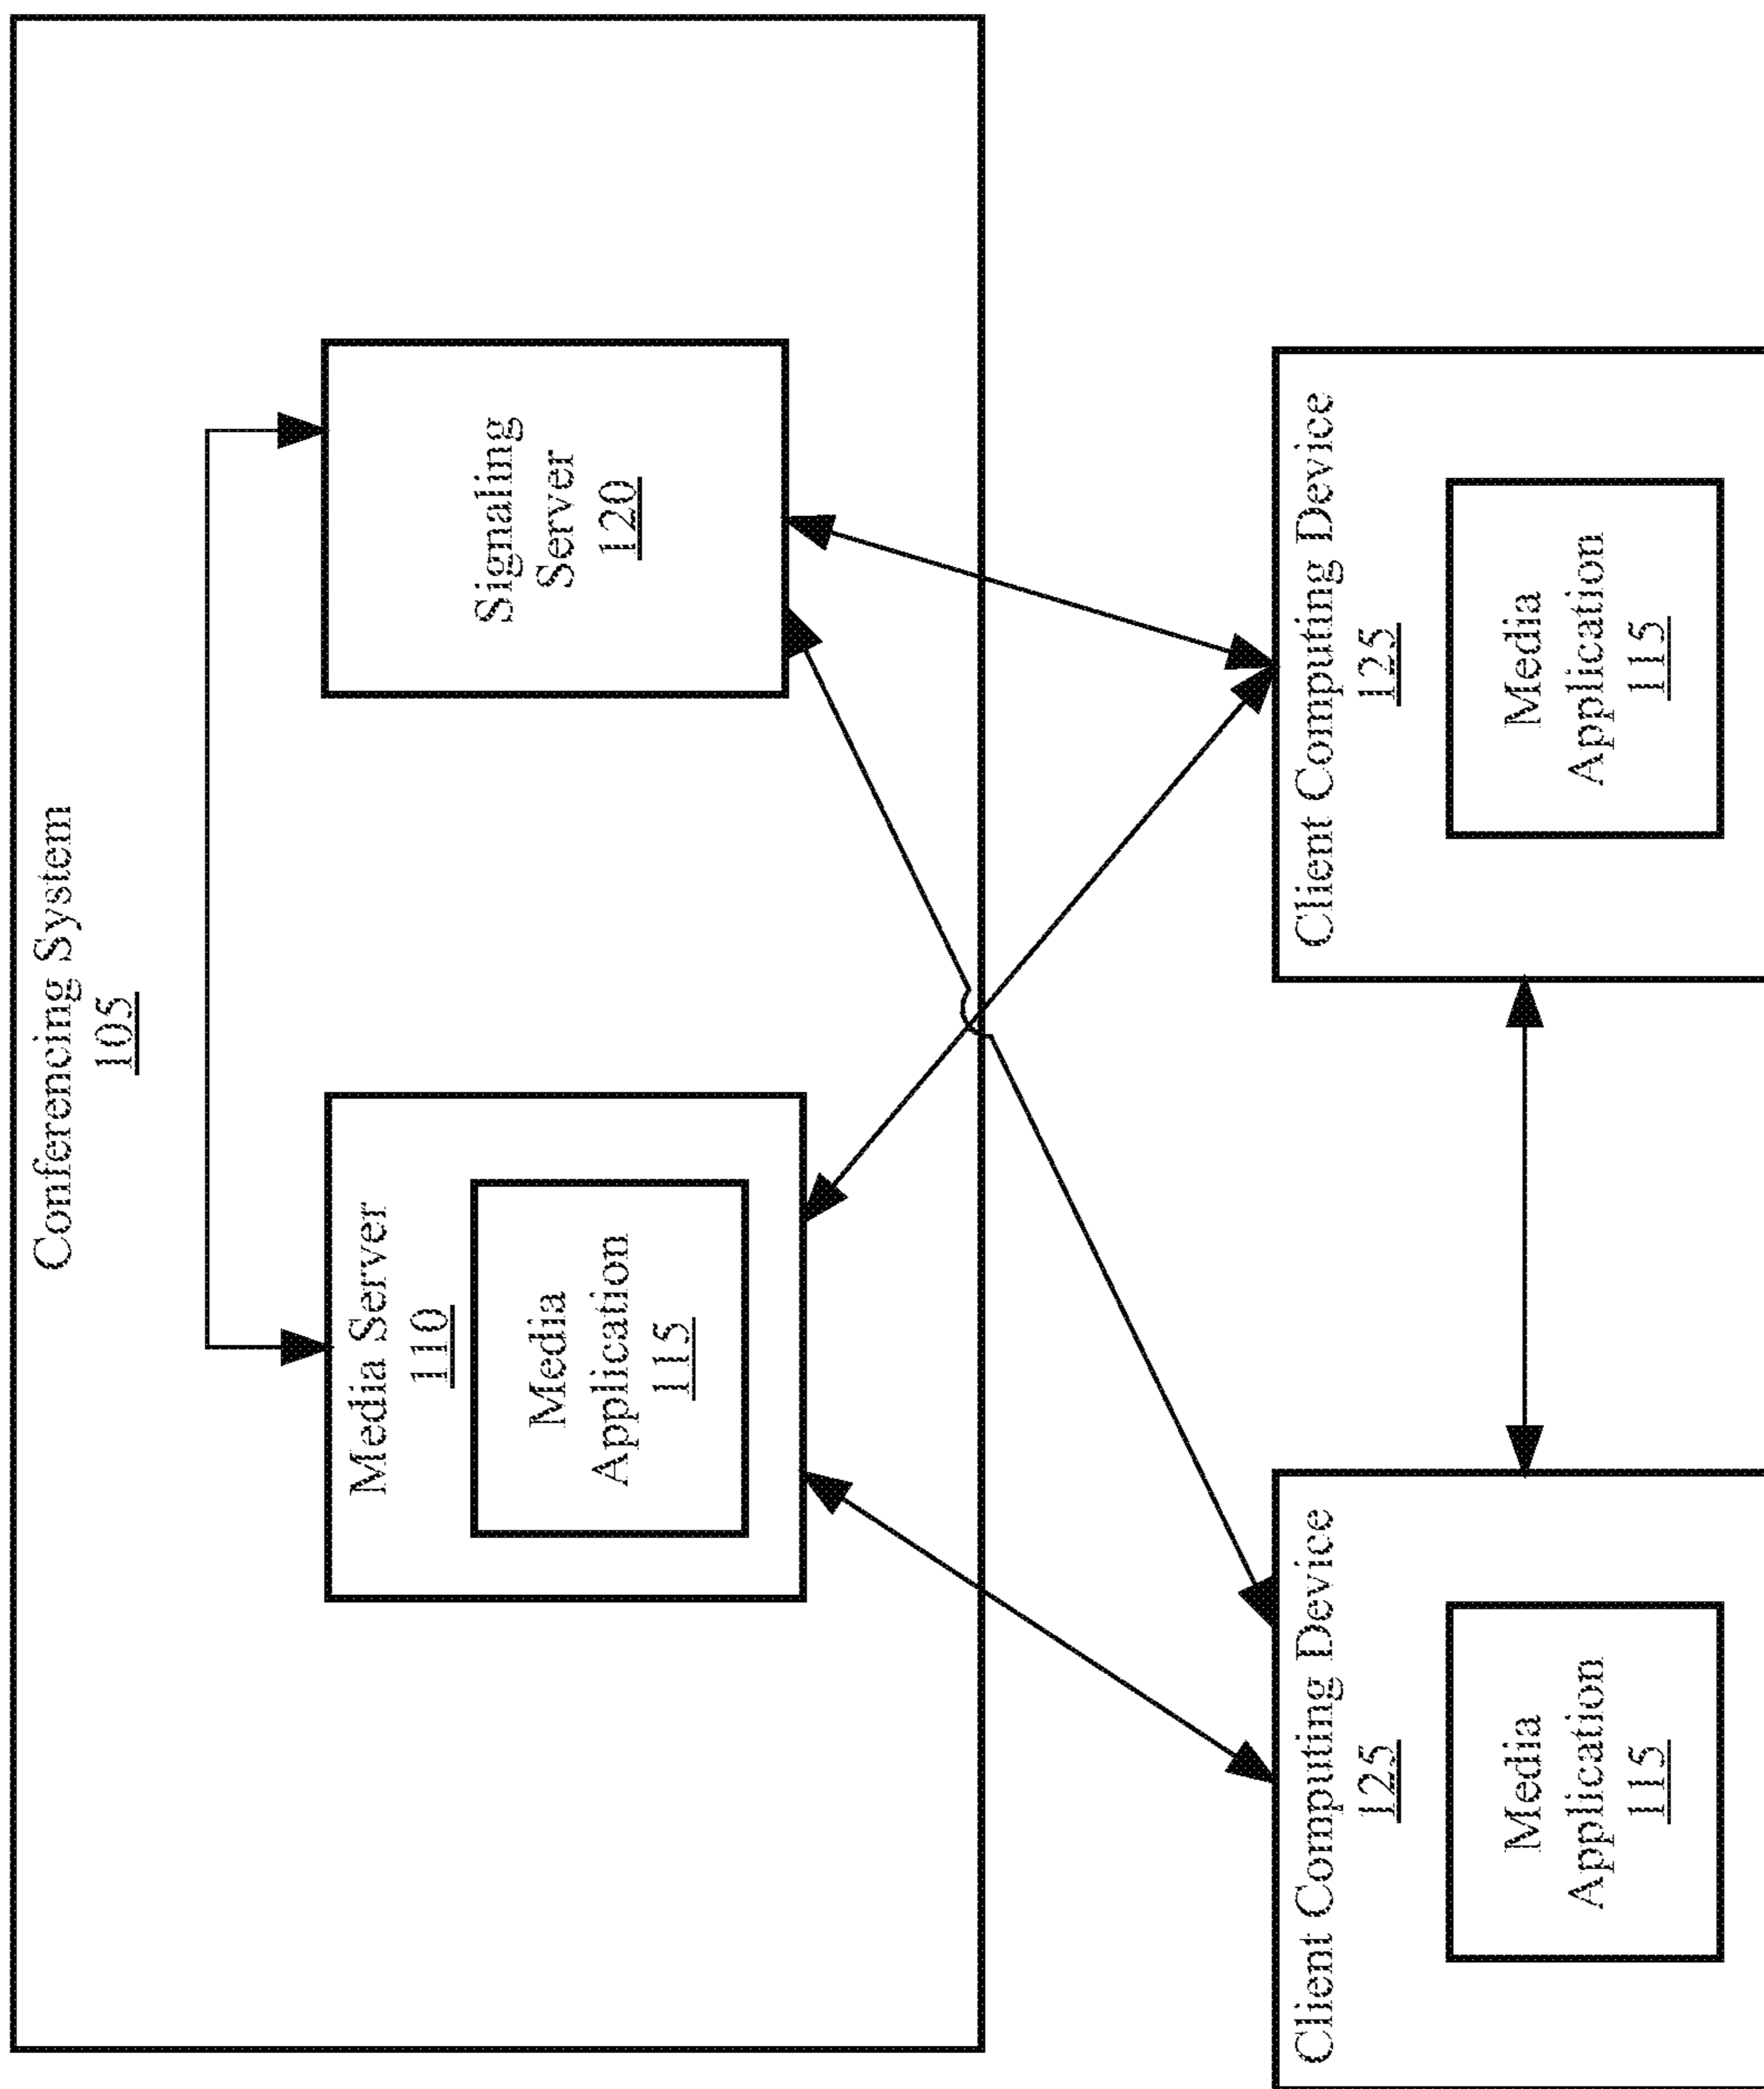 Conferencing System
105
Media Server
110
Media
Application
115
Signaling
Server
120
Client Computing Device
125
Media
Application
115
Client Computing Device
125
Media
Application
115